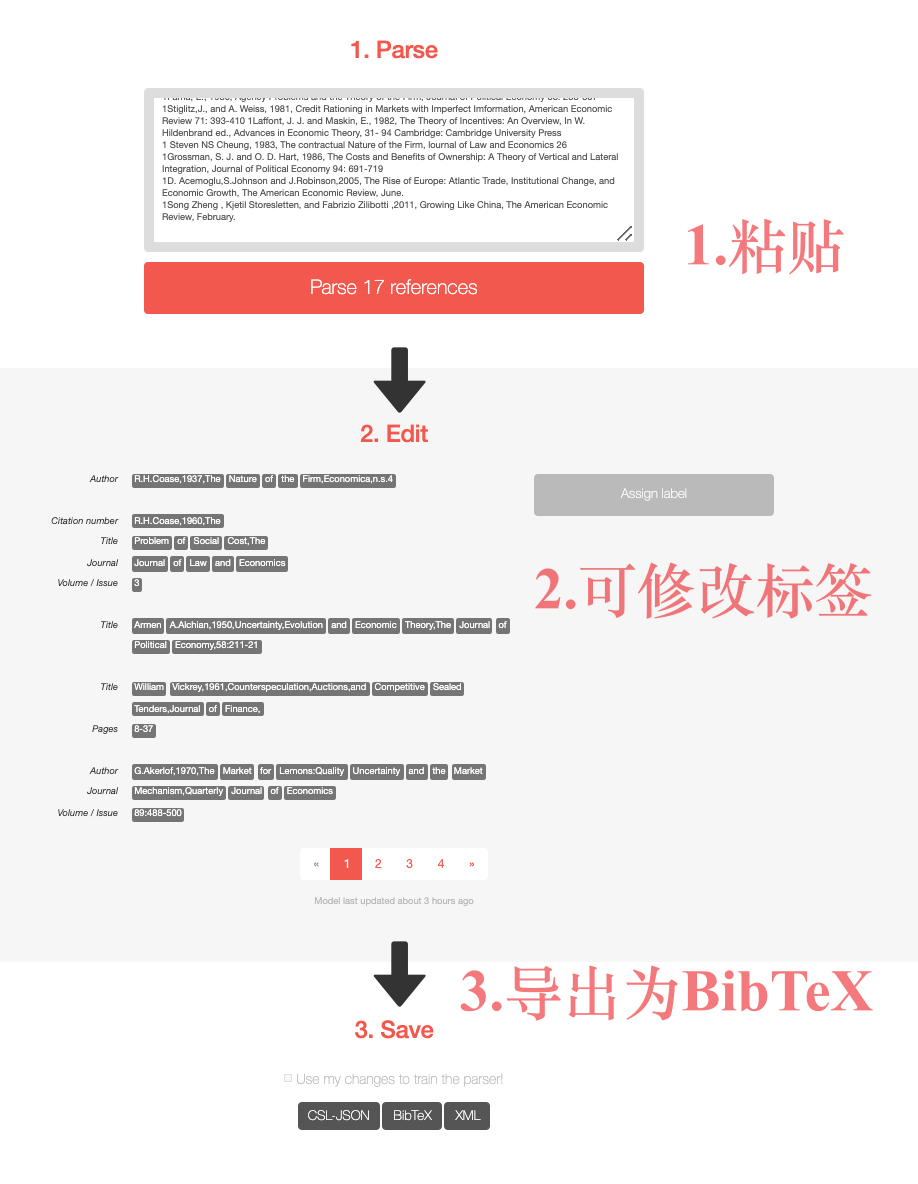 1. Parse
1Stiglitz,J., and A. Weiss, 1981, Credit Rationing in Markets with Imperfect Imformation, American Economic
Review 71: 393-410 1Laffont, J. J. and Maskin, E., 1982, The Theory of Incentives: An Overview, In W.
Hildenbrand ed., Advances in Economic Theory, 31- 94 Cambridge: Cambridge University Press
1 Steven NS Cheung, 1983, The contractual Nature of the Firm, lournal of Law and Economics 26
1Grossman, S. J. and O. D. Hart, 1986, The Costs and Benefits of Ownership: A Theory of Vertical and Lateral
Integration, Journal of Political Economy 94: 691-719
1D. Acemoglu,S.Johnson and J.Robinson,2005, The Rise of Europe: Atlantic Trade, Institutional Change, and
Economic Growth, The American Economic Review, June.
1Song Zheng , Kjetil Storesletten, and Fabrizio Zilibotti ,2011, Growing Like China, The American Economic
Review, February.
1.粘贴
Parse 17 references
2. Edit
Author R.H.Coase,1937,The Nature of the Firm,Economica,n.s.4
Assign label
Citation number R.H.Coase,1960,The
Title Problem of Social Cost,The
Journal Journal of Law and Economics
Volume / Issue 3
2.可修改标签
Title Armen A.Alchian,1950,Uncertainty,Evolution and Economic Theory,The Journal of
Political Economy,58:211-21
Title William Vickrey,1961,Counterspeculation,Auctions,and Competitive Sealed
Tenders,Journal of Finance,
Pages 8-37
Author G.Akerlof,1970,The Market for Lemons:Quality Uncertainty and the Market
Journal Mechanism,Quarterly Journal of Economics
Volume / Issue 89:488-500
« 1 2 3 4 »
Model last updated about 3 hours ago
3.导出为BibTeX
3. Save
Use my changes to train the parser!
CSL-JSON BibTeX XML